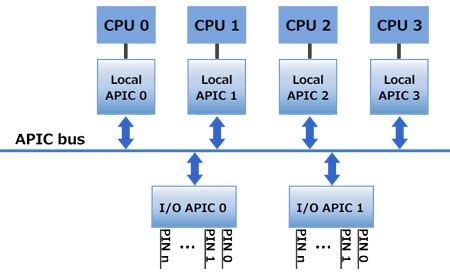 CPU 0
CPU 1
CPU 2
CPU 3
Local
APIC 0
Local
APIC 1
Local
APIC 2
Local
APIC 3
APIC bus
I/O APIC 0
I/O APIC 1
PIN n
...
PIN 1
PIN 0
PIN n
...
PIN 1
PIN 0